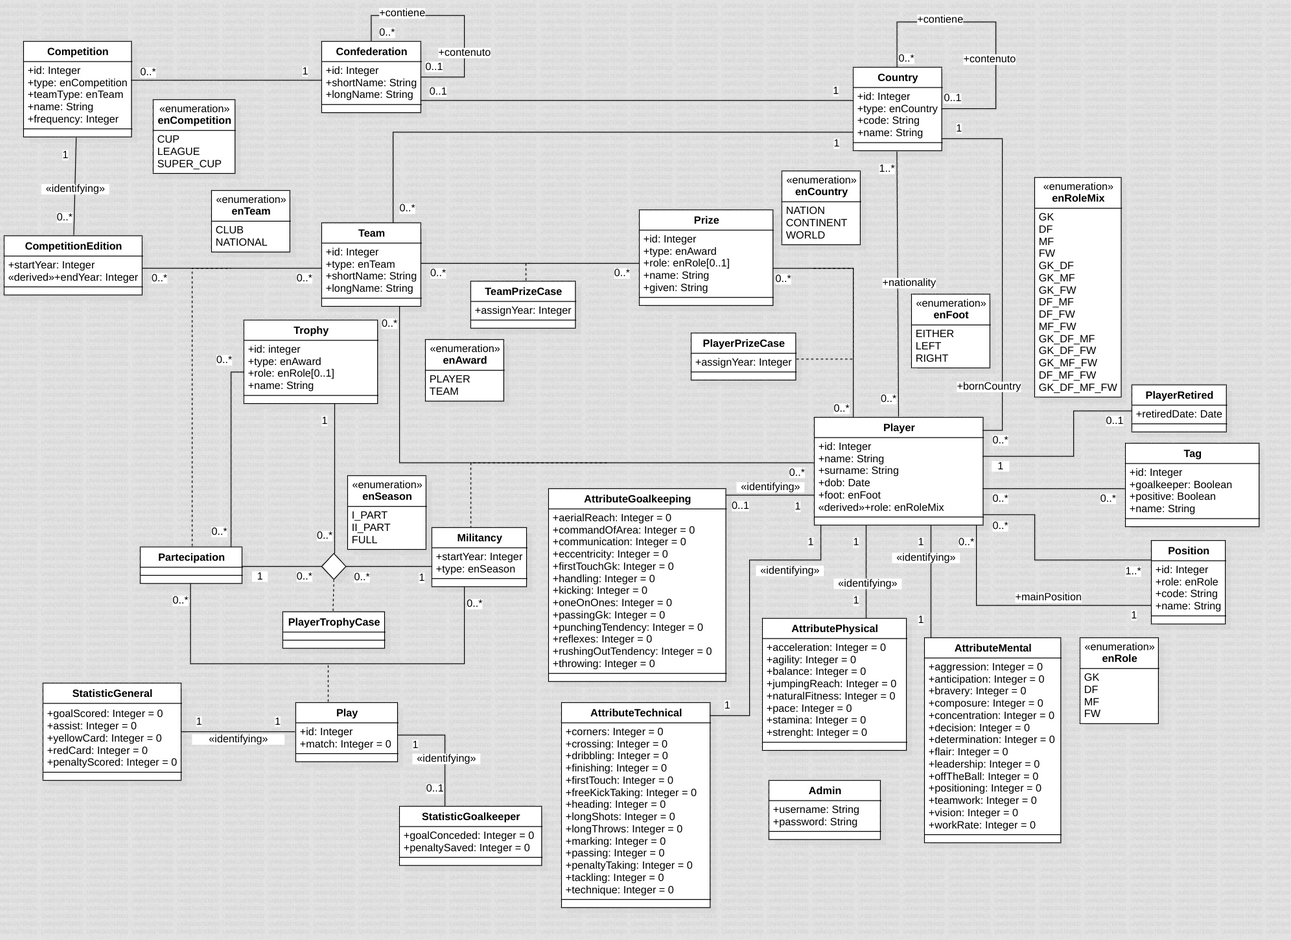 +contiene
0..*
+contenuto
0..1
Competition
+id: Integer
+type: enCompetition
+teamType: enTeam
+name: String
+frequency: Integer
0..*
1
Confederation
+id: Integer
+shortName: String
+longName: String
0..1
1
+contiene
0..*
+contenuto
0..1
Country
+id: Integer
+type: enCountry
+code: String
+name: String
1
1
1..*
«enumeration»
enCompetition
CUP
LEAGUE
SUPER_CUP
1
«identifying»
0..*
«enumeration»
enTeam
CLUB
NATIONAL
CompetitionEdition
+startYear: Integer
«derived»+endYear: Integer
0..*
0..*
0..*
Team
+id: Integer
+type: enTeam
+shortName: String
+longName: String
0..*
0..*
0..*
Prize
+id: Integer
+type: enAward
+role: enRole[0..1]
+name: String
+given: String
0..*
«enumeration»
enCountry
NATION
CONTINENT
WORLD
«enumeration»
enRoleMix
GK
DF
MF
FW
GK_DF
GK_MF
GK_FW
DF_MF
DF_FW
MF_FW
GK_DF_MF
GK_DF_FW
GK_MF_FW
DF_MF_FW
GK_DF_MF_FW
TeamPrizeCase
+assignYear: Integer
+nationality
«enumeration»
enFoot
EITHER
LEFT
RIGHT
Trophy
+id: integer
+type: enAward
+role: enRole[0..1]
+name: String
0..*
1
«enumeration»
enAward
PLAYER
TEAM
PlayerPrizeCase
+assignYear: Integer
+bornCountry
0..*
0..*
PlayerRetired
+retiredDate: Date
0..1
Player
+id: Integer
+name: String
+surname: String
+dob: Date
+foot: enFoot
«derived»+role: enRoleMix
0..*
1
0..*
0..*
0..*
Tag
+id: Integer
+goalkeeper: Boolean
+positive: Boolean
+name: String
0..*
«identifying»
0..1
1
«enumeration»
enSeason
I_PART
II_PART
FULL
AttributeGoalkeeping
+aerialReach: Integer = 0
+commandOfArea: Integer = 0
+communication: Integer = 0
+eccentricity: Integer = 0
+firstTouchGk: Integer = 0
+handling: Integer = 0
+kicking: Integer = 0
+oneOnOnes: Integer = 0
+passingGk: Integer = 0
+punchingTendency: Integer = 0
+reflexes: Integer = 0
+rushingOutTendency: Integer = 0
+throwing: Integer = 0
0..*
0..*
Partecipation
1
0..*
0..*
1
Militancy
+startYear: Integer
+type: enSeason
0..*
0..*
PlayerTrophyCase
1
«identifying»
1
«identifying»
1
1
«identifying»
1
0..*
Position
+id: Integer
+role: enRole
+code: String
+name: String
1..*
+mainPosition
1
AttributePhysical
+acceleration: Integer = 0
+agility: Integer = 0
+balance: Integer = 0
+jumpingReach: Integer = 0
+naturalFitness: Integer = 0
+pace: Integer = 0
+stamina: Integer = 0
+strenght: Integer = 0
AttributeMental
+aggression: Integer = 0
+anticipation: Integer = 0
+bravery: Integer = 0
+composure: Integer = 0
+concentration: Integer = 0
+decision: Integer = 0
+determination: Integer = 0
+flair: Integer = 0
+leadership: Integer = 0
+offTheBall: Integer = 0
+positioning: Integer = 0
+teamwork: Integer = 0
+vision: Integer = 0
+workRate: Integer = 0
«enumeration»
enRole
GK
DF
MF
FW
StatisticGeneral
+goalScored: Integer = 0
+assist: Integer = 0
+yellowCard: Integer = 0
+redCard: Integer = 0
+penaltyScored: Integer = 0
1
1
«identifying»
Play
+id: Integer
+match: Integer = 0
1
«identifying»
0..1
StatisticGoalkeeper
+goalConceded: Integer = 0
+penaltySaved: Integer = 0
1
AttributeTechnical
+corners: Integer = 0
+crossing: Integer = 0
+dribbling: Integer = 0
+finishing: Integer = 0
+firstTouch: Integer = 0
+freeKickTaking: Integer = 0
+heading: Integer = 0
+longShots: Integer = 0
+longThrows: Integer = 0
+marking: Integer = 0
+passing: Integer = 0
+penaltyTaking: Integer = 0
+tackling: Integer = 0
+technique: Integer = 0
Admin
+username: String
+password: String